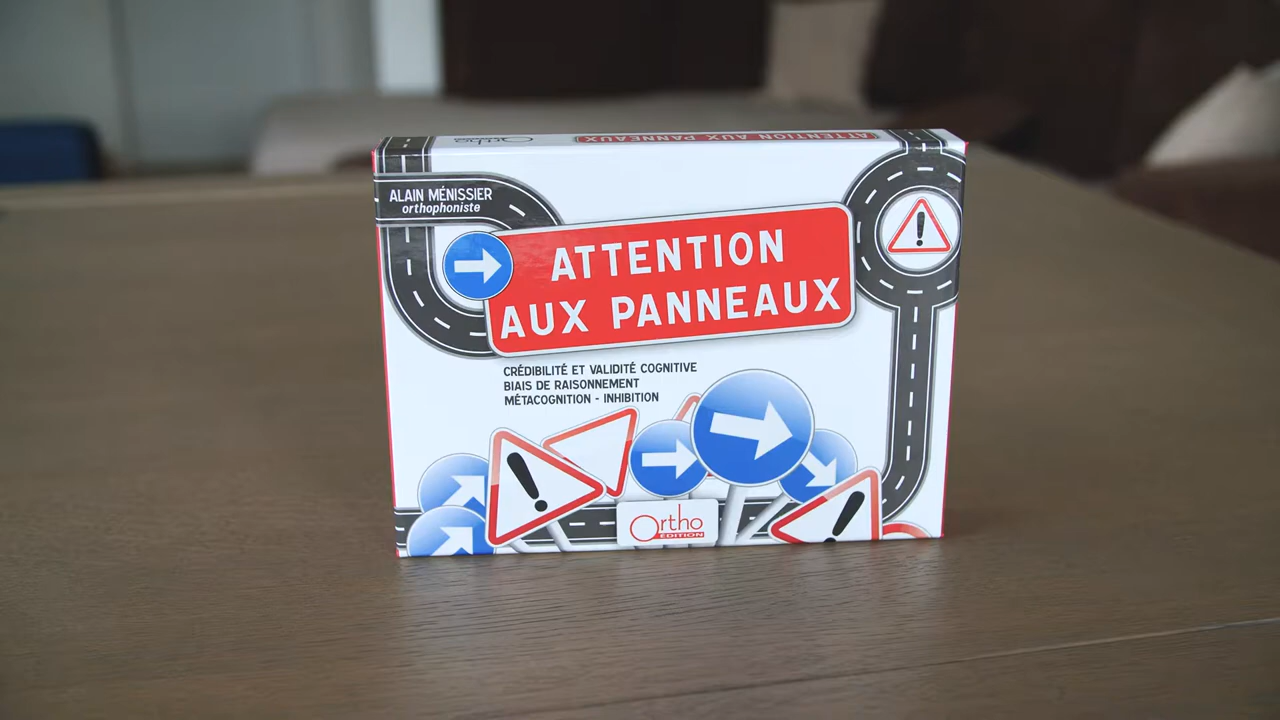 ATTENTION AUX PANNEAUX
ALAIN MÉNISSIER
orthophoniste
ATTENTION
AUX PANNEAUX
CRÉDIBILITÉ ET VALIDITÉ COGNITIVE
BIAIS DE RAISONNEMENT
MÉTACOGNITION - INHIBITION
Ortho
ÉDITION